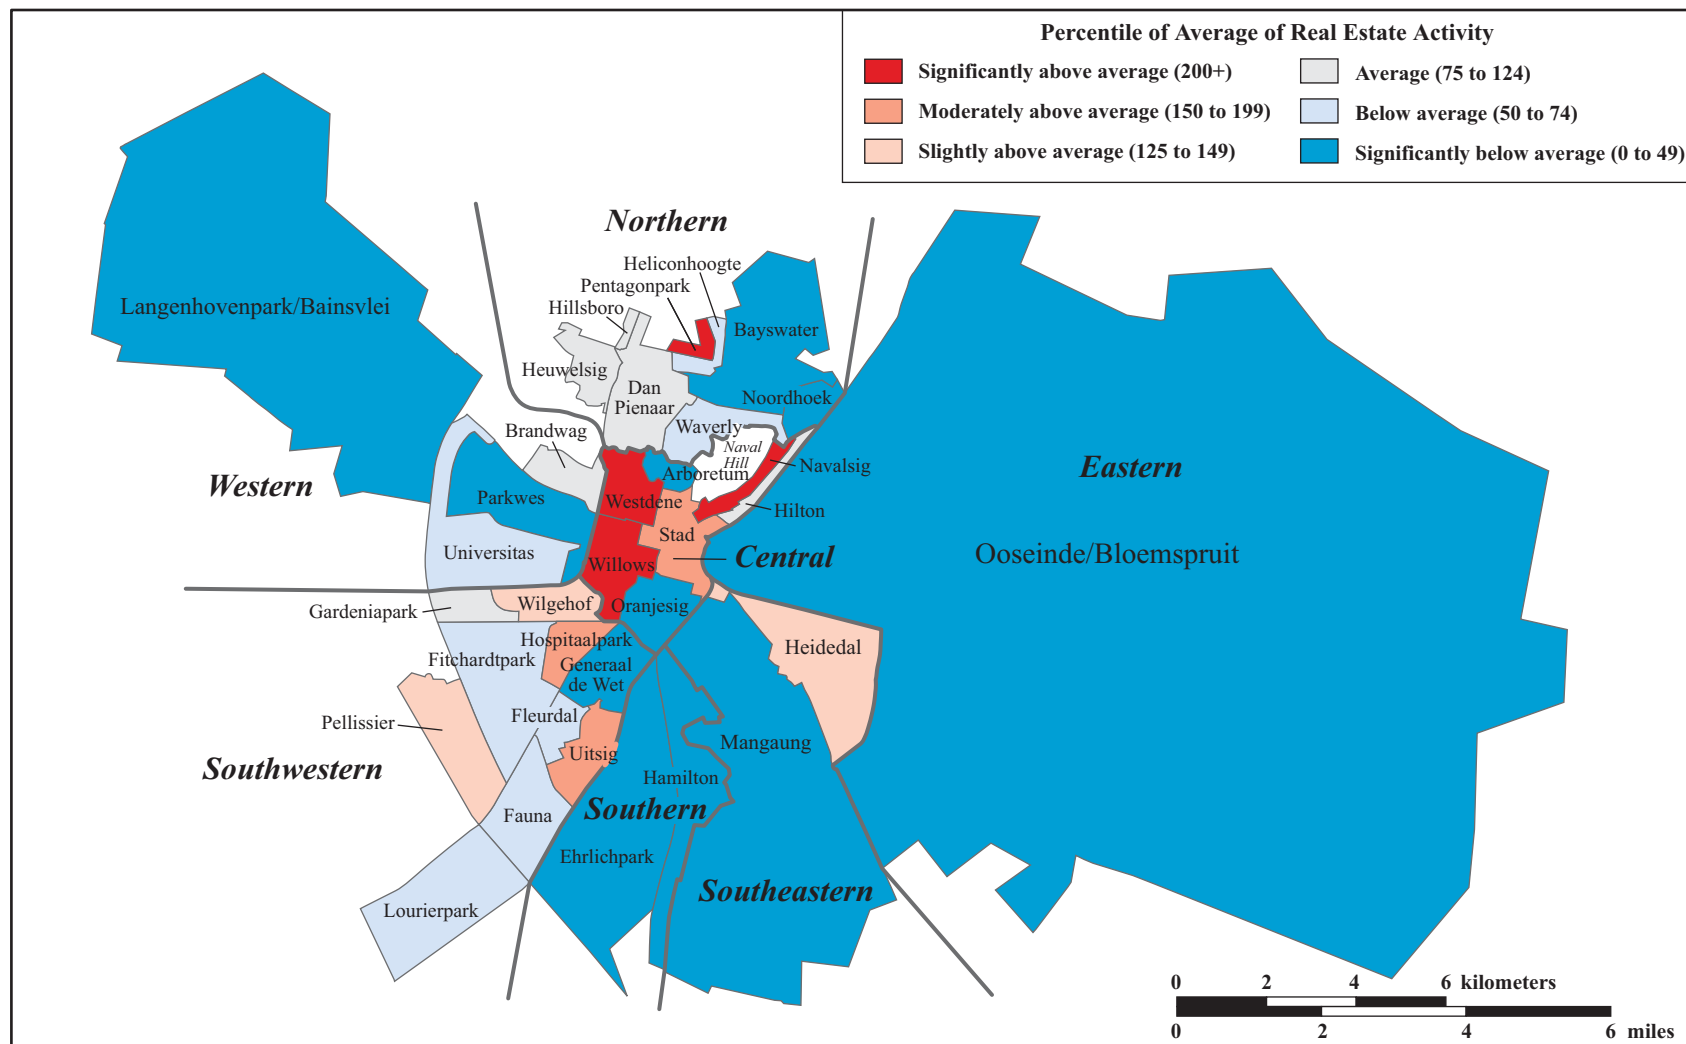 Percentile of Average of Real Estate Activity
Significantly above average (200+)
Average (75 to 124)
Moderately above average (150 to 199)
Below average (50 to 74)
Slightly above average (125 to 149)
Significantly below average (0 to 49)
Northern
Heliconhoogte
Pentagonpark
Hillsboro
Langenhovenpark/Bainsvlei
Bayswater
Heuwelsig
Dan
Pienaar
Noordhoek
Brandwag
Waverly
Naval
Hill
Western
Arboretum
Navalsig
Eastern
Parkwes
Westdene
Hilton
Stad
Universitas
Willows
Central
Ooseinde/Bloemspruit
Gardeniapark
Wilgehof
Oranjesig
Hospitaalpark
Heidedal
Fitchardtpark
Generaal
de Wet
Pellissier
Fleurdal
Mangaung
Uitsig
Southwestern
Hamilton
Southern
Fauna
Ehrlichpark
Southeastern
Lourierpark
0 2 4 6 kilometers
0 2 4 6 miles